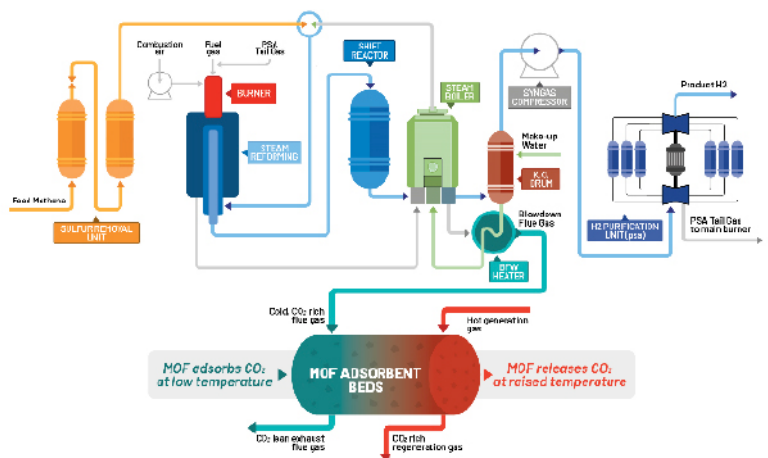 Combustion
air
Fuel
gas
PSA
Tail Gas
BURNER
STEAM
REFORMING
Feed Methane
SULFUR REMOVAL
UNIT
SHIFT
REACTOR
STEAM
BOILER
SYNGAS
COMPRESSOR
Make-up
Water
K.O.
DRUM
Blowdown
Flue Gas
BFW
HEATER
Product H2
H2 PURIFICATION
UNIT(psa)
PSA Tail Gas
to main burner
Cold, CO₂ rich
flue gas
Hot generation
gas
MOF adsorbs CO₂
at low temperature
MOF ADSORBENT
BEDS
MOF releases CO₂
at raised temperature
CO₂ lean exhaust
flue gas
CO₂ rich
regeneration gas